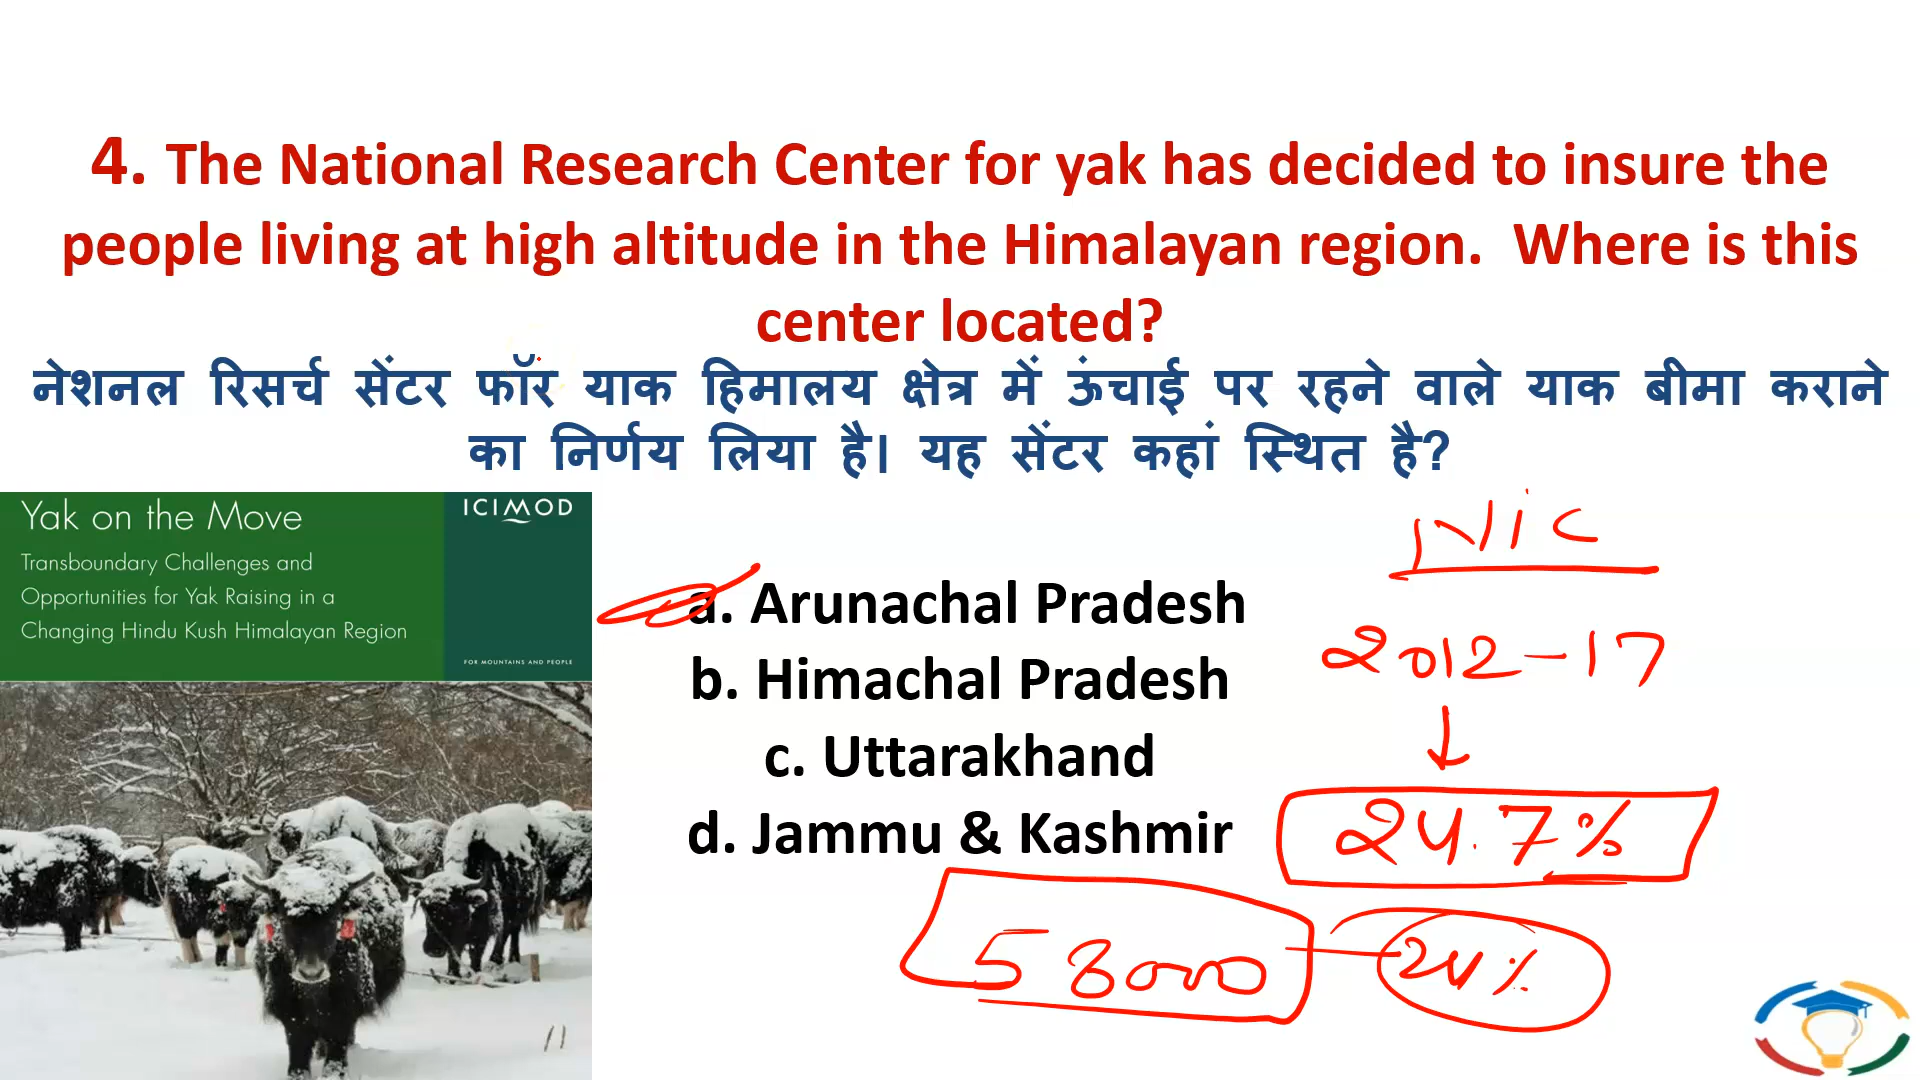 4. The National Research Center for yak has decided to insure the
people living at high altitude in the Himalayan region. Where is this
center located?
नेशनल रिसर्च सेंटर फॉर याक हिमालय क्षेत्र में ऊंचाई पर रहने वाले याक बीमा कराने
का निर्णय लिया है। यह सेंटर कहां स्थित है?
Yak on the Move
Transboundary Challenges and
Opportunities for Yak Raising in a
Changing Hindu Kush Himalayan Region
ICIMOD
FOR MOUNTAINS AND PEOPLE
a. Arunachal Pradesh
b. Himachal Pradesh
c. Uttarakhand
d. Jammu & Kashmir
NIC
2012-17
24.7%
58000
24%